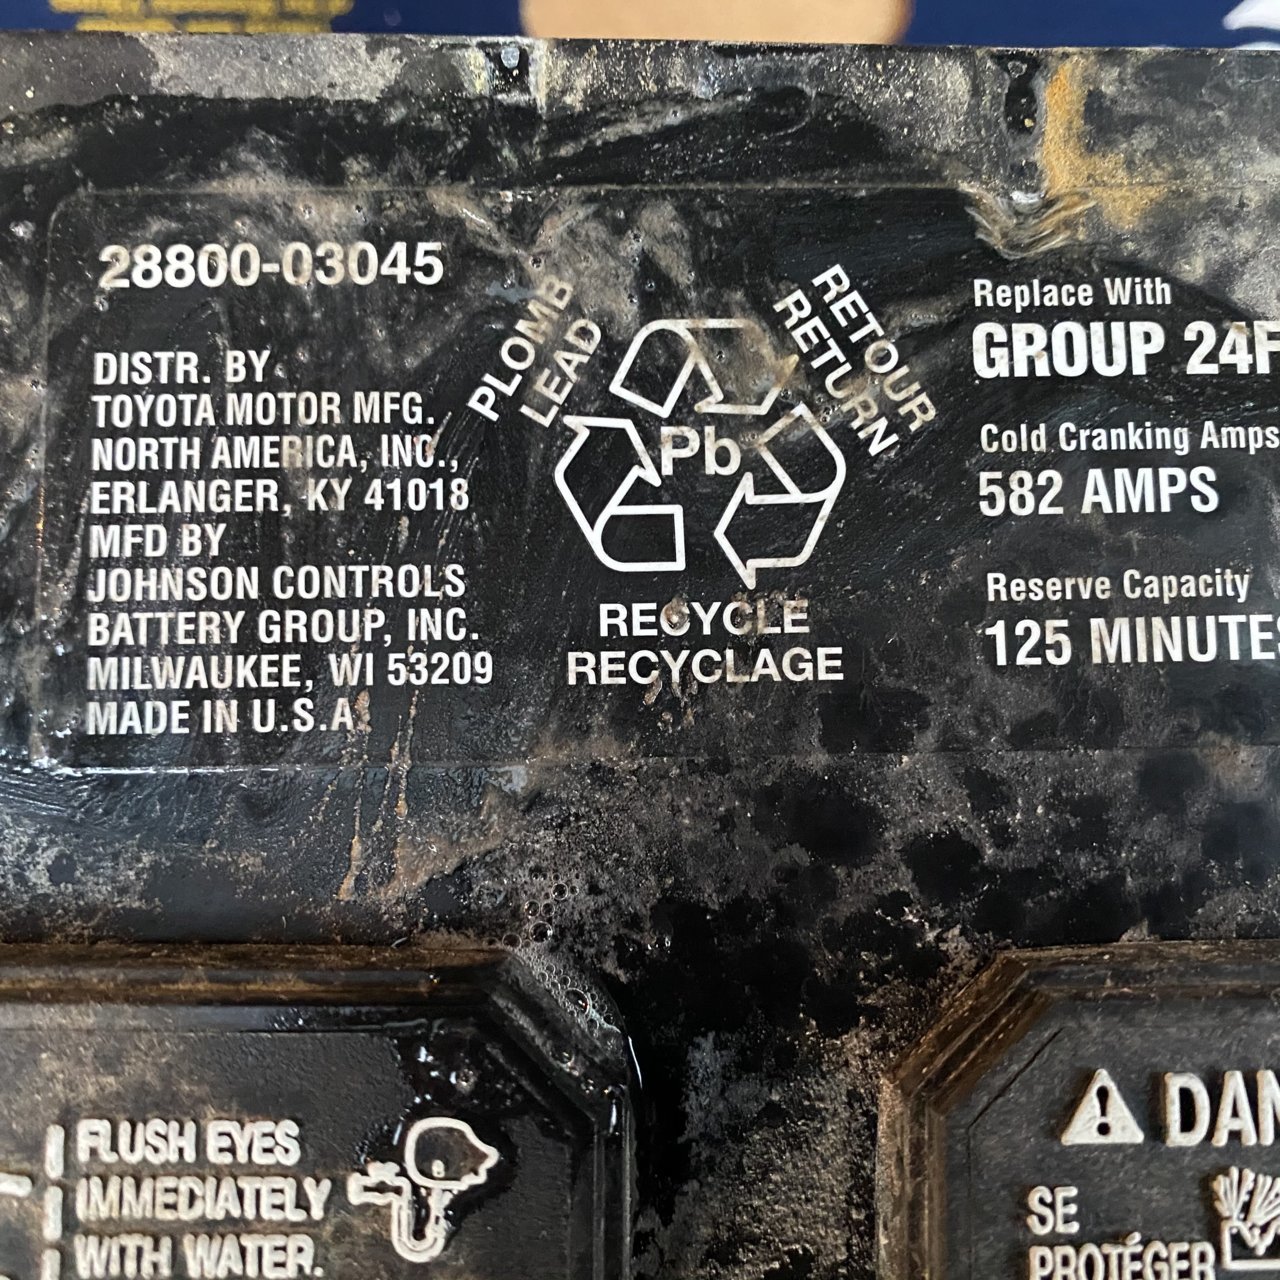 28800-03045
DISTR. BY
TOYOTA MOTOR MFG.
NORTH AMERICA, INC.,
ERLANGER, KY 41018
MFD BY
JOHNSON CONTROLS
BATTERY GROUP, INC.
MILWAUKEE, WI 53209
MADE IN U.S.A.
PLOMB
LEAD
RETOUR
RETURN
Pb
RECYCLE
RECYCLAGE
Replace With
GROUP 24F
Cold Cranking Amps
582 AMPS
Reserve Capacity
125 MINUTES
FLUSH EYES
IMMEDIATELY
WITH WATER.
DAN
SE
PROTÉGER